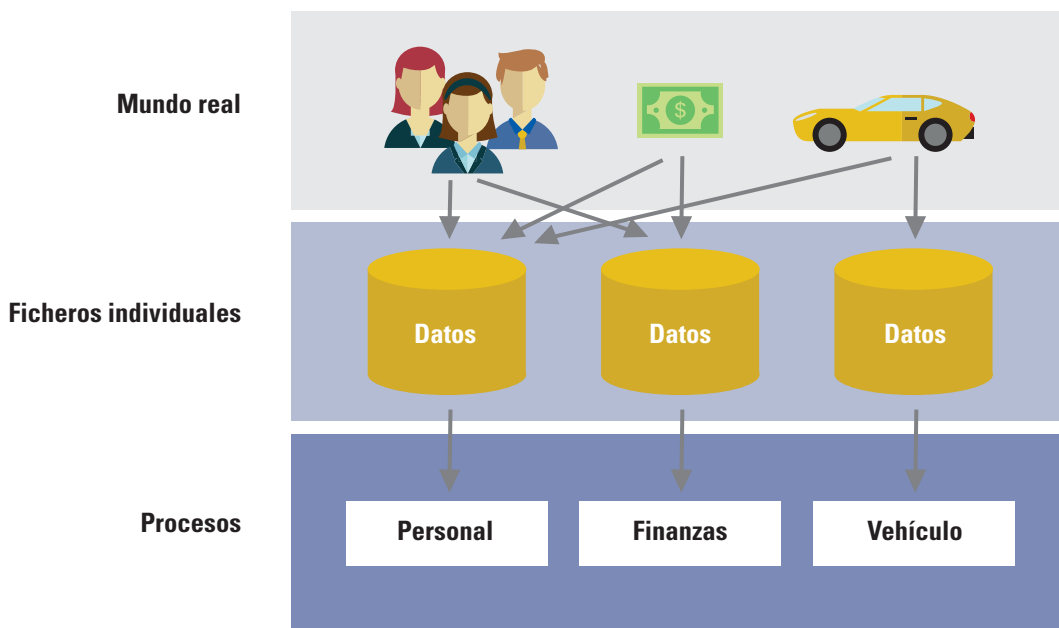 Mundo real
$
Ficheros individuales
Datos
Datos
Datos
Procesos
Personal
Finanzas
Vehículo